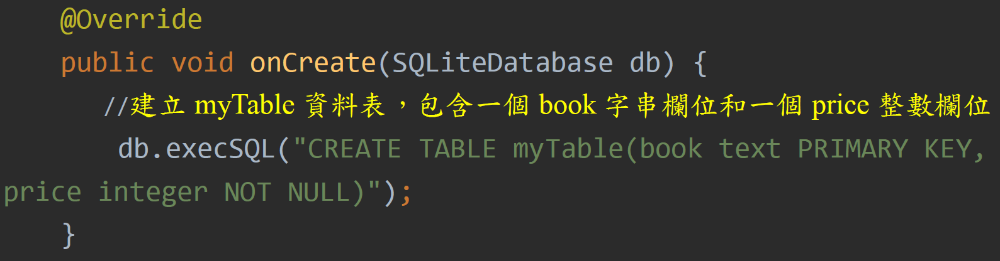 @Override
public void onCreate(SQLiteDatabase db) {
//建立 myTable 資料表，包含一個 book 字串欄位和一個 price 整數欄位
db.execSQL("CREATE TABLE myTable(book text PRIMARY KEY,
price integer NOT NULL)");
}